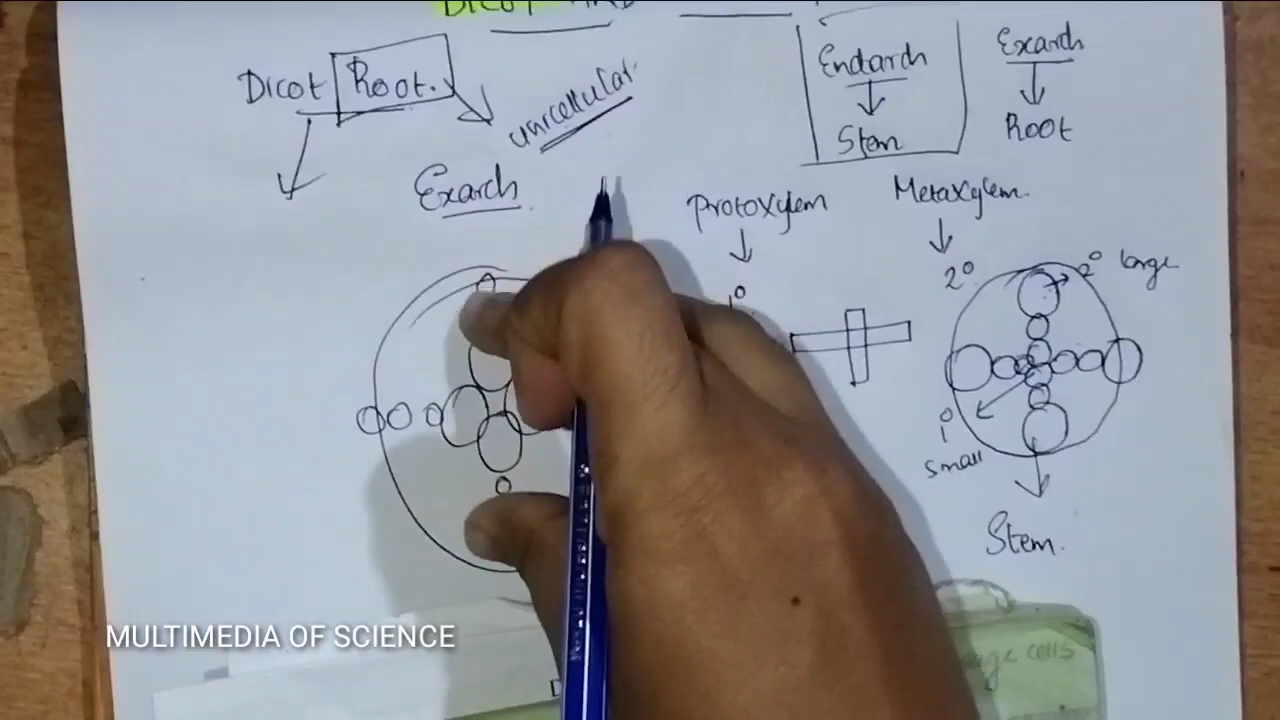 Dicot Root.
unicellular.
Exarch
Endarch
Stem
Exarch
Root
Protoxylem
1°
Metaxylem
2°
2° large
1°
small
Stem.
cells
MULTIMEDIA OF SCIENCE